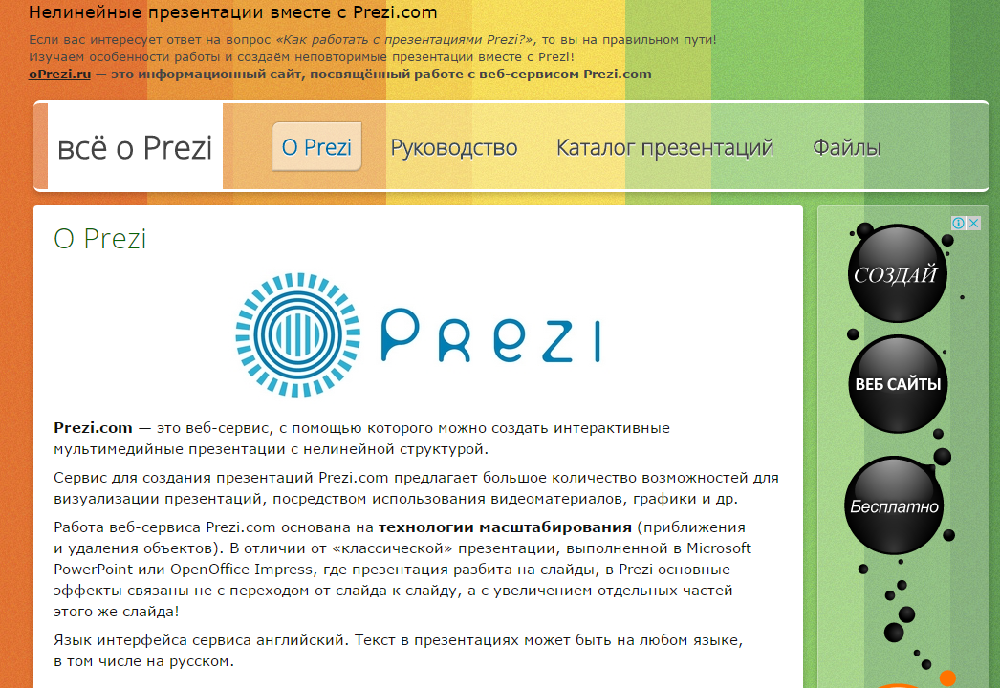 Нелинейные презентации вместе с Prezi.com
Если вас интересует ответ на вопрос «Как работать с презентациями Prezi?», то вы на правильном пути!
Изучаем особенности работы и создаём неповторимые презентации вместе с Prezi!
oPrezi.ru — это информационный сайт, посвящённый работе с веб-сервисом Prezi.com
всё о Prezi
О Prezi
Руководство
Каталог презентаций
Файлы
О Prezi
PREZI
Prezi.com — это веб-сервис, с помощью которого можно создать интерактивные
мультимедийные презентации с нелинейной структурой.
Сервис для создания презентаций Prezi.com предлагает большое количество возможностей для
визуализации презентаций, посредством использования видеоматериалов, графики и др.
Работа веб-сервиса Prezi.com основана на технологии масштабирования (приближения
и удаления объектов). В отличии от «классической» презентации, выполненной в Microsoft
PowerPoint или OpenOffice Impress, где презентация разбита на слайды, в Prezi основные
эффекты связаны не с переходом от слайда к слайду, а с увеличением отдельных частей
этого же слайда!
Язык интерфейса сервиса английский. Текст в презентациях может быть на любом языке,
в том числе на русском.
СОЗДАЙ
ВЕБ САЙТЫ
Бесплатно